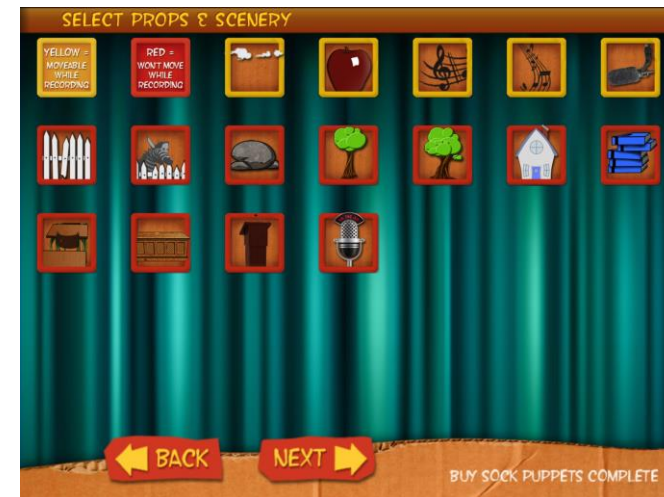 SELECT PROPS & SCENERY
YELLOW =
MOVEABLE
WHILE
RECORDING
RED =
WON'T MOVE
WHILE
RECORDING
BACK
NEXT
BUY SOCK PUPPETS COMPLETE